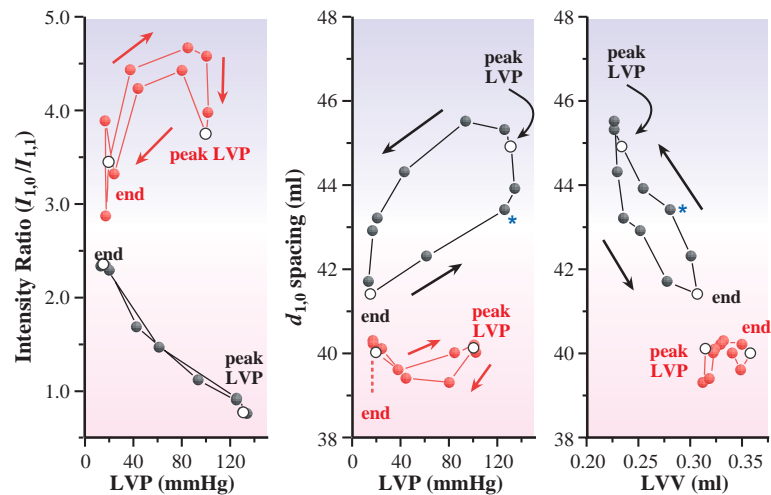 Intensity Ratio (I1,0/I1,1)
5.0
4.0
3.0
2.0
1.0
peak LVP
end
end
peak
LVP
0
40
80
120
LVP (mmHg)
d1,0 spacing (ml)
48
46
44
42
40
38
peak
LVP
*
end
peak
LVP
end
0
40
80
120
LVP (mmHg)
48
46
44
42
40
38
peak
LVP
*
end
peak
LVP
0.20
0.25
0.30
0.35
LVV (ml)